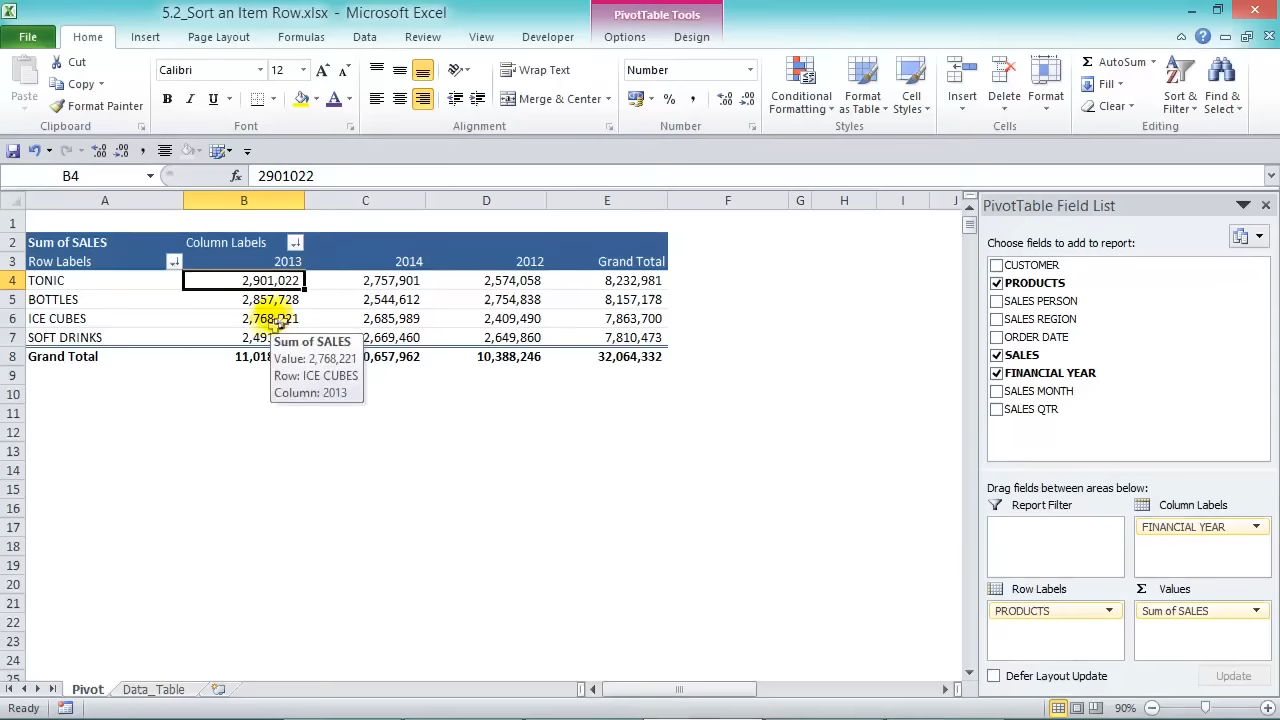 5.2_Sort an Item Row.xlsx - Microsoft Excel
PivotTable Tools
File Home Insert Page Layout Formulas Data Review View Developer Options Design
Paste
Cut
Copy
Format Painter
Clipboard
Calibri 12
B I U
Font
Wrap Text
Merge & Center
Alignment
Number
Number
Conditional Formatting
Format as Table
Cell Styles
Styles
Insert
Delete
Format
Cells
AutoSum
Fill
Clear
Sort & Filter
Find & Select
Editing
B4 fx 2901022
A B C D E F G H I J
1
2 Sum of SALES Column Labels
3 Row Labels 2013 2014 2012 Grand Total
4 TONIC 2,901,022 2,757,901 2,574,058 8,232,981
5 BOTTLES 2,857,728 2,544,612 2,754,838 8,157,178
6 ICE CUBES 2,768,221 2,685,989 2,409,490 7,863,700
7 SOFT DRINKS 2,49 2,669,460 2,649,860 7,810,473
8 Grand Total 11,018 0,657,962 10,388,246 32,064,332
Sum of SALES
Value: 2,768,221
Row: ICE CUBES
Column: 2013
9
10
11
12
13
14
15
16
17
18
19
20
21
22
23
24
25
Pivot Data_Table
Ready 90%
PivotTable Field List
Choose fields to add to report:
CUSTOMER
PRODUCTS
SALES PERSON
SALES REGION
ORDER DATE
SALES
FINANCIAL YEAR
SALES MONTH
SALES QTR
Drag fields between areas below:
Report Filter
Column Labels
FINANCIAL YEAR
Row Labels
PRODUCTS
Σ Values
Sum of SALES
Defer Layout Update
Update